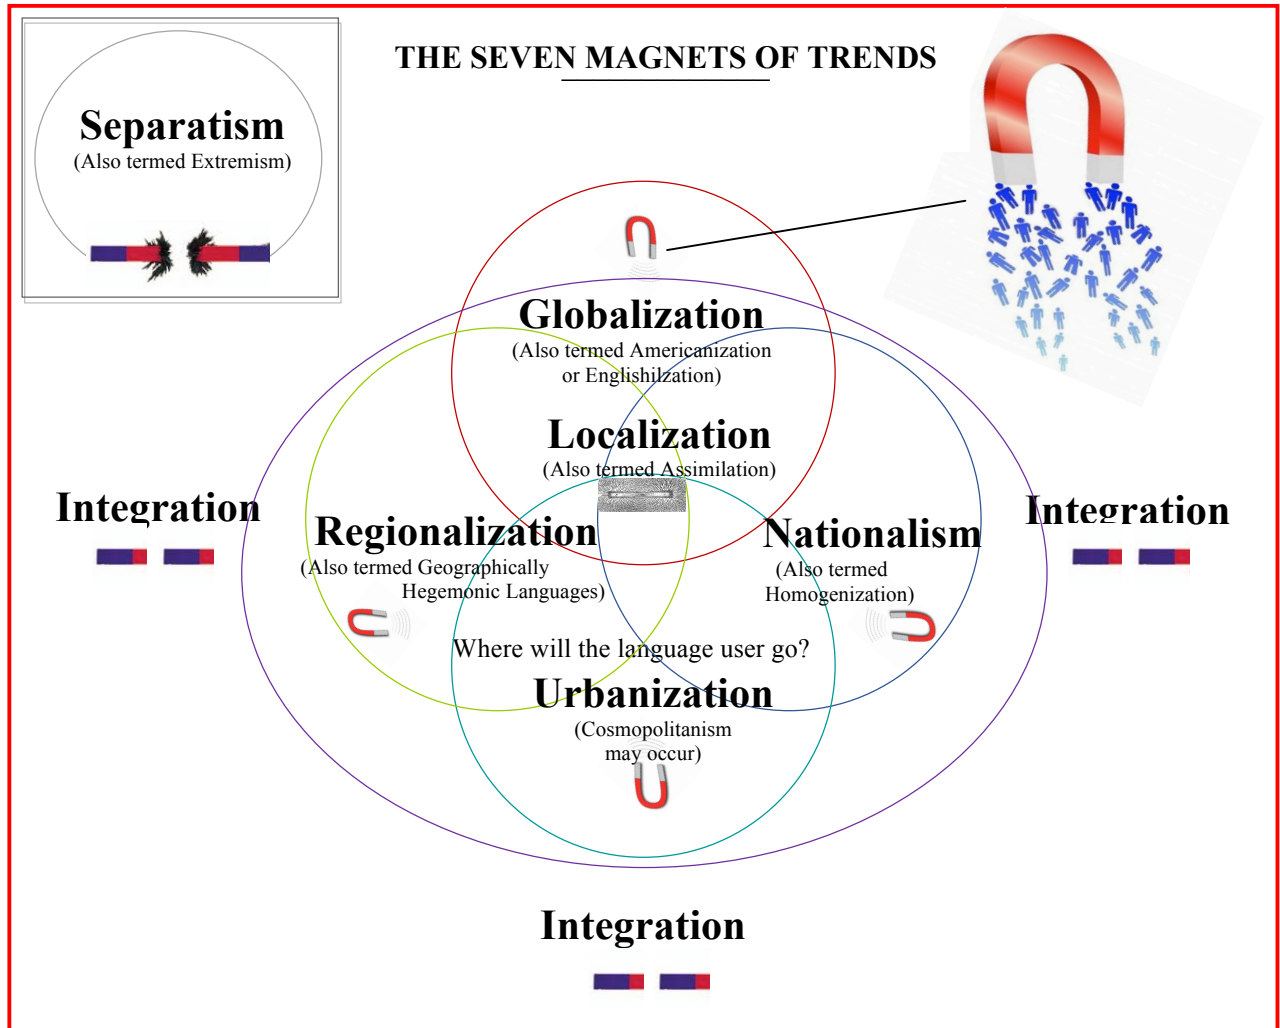 THE SEVEN MAGNETS OF TRENDS
Separatism
(Also termed Extremism)
Globalization
(Also termed Americanization
or Englishilzation)
Localization
(Also termed Assimilation)
Integration
Integration
Regionalization
(Also termed Geographically
Hegemonic Languages)
Nationalism
(Also termed
Homogenization)
Where will the language user go?
Urbanization
(Cosmopolitanism
may occur)
Integration